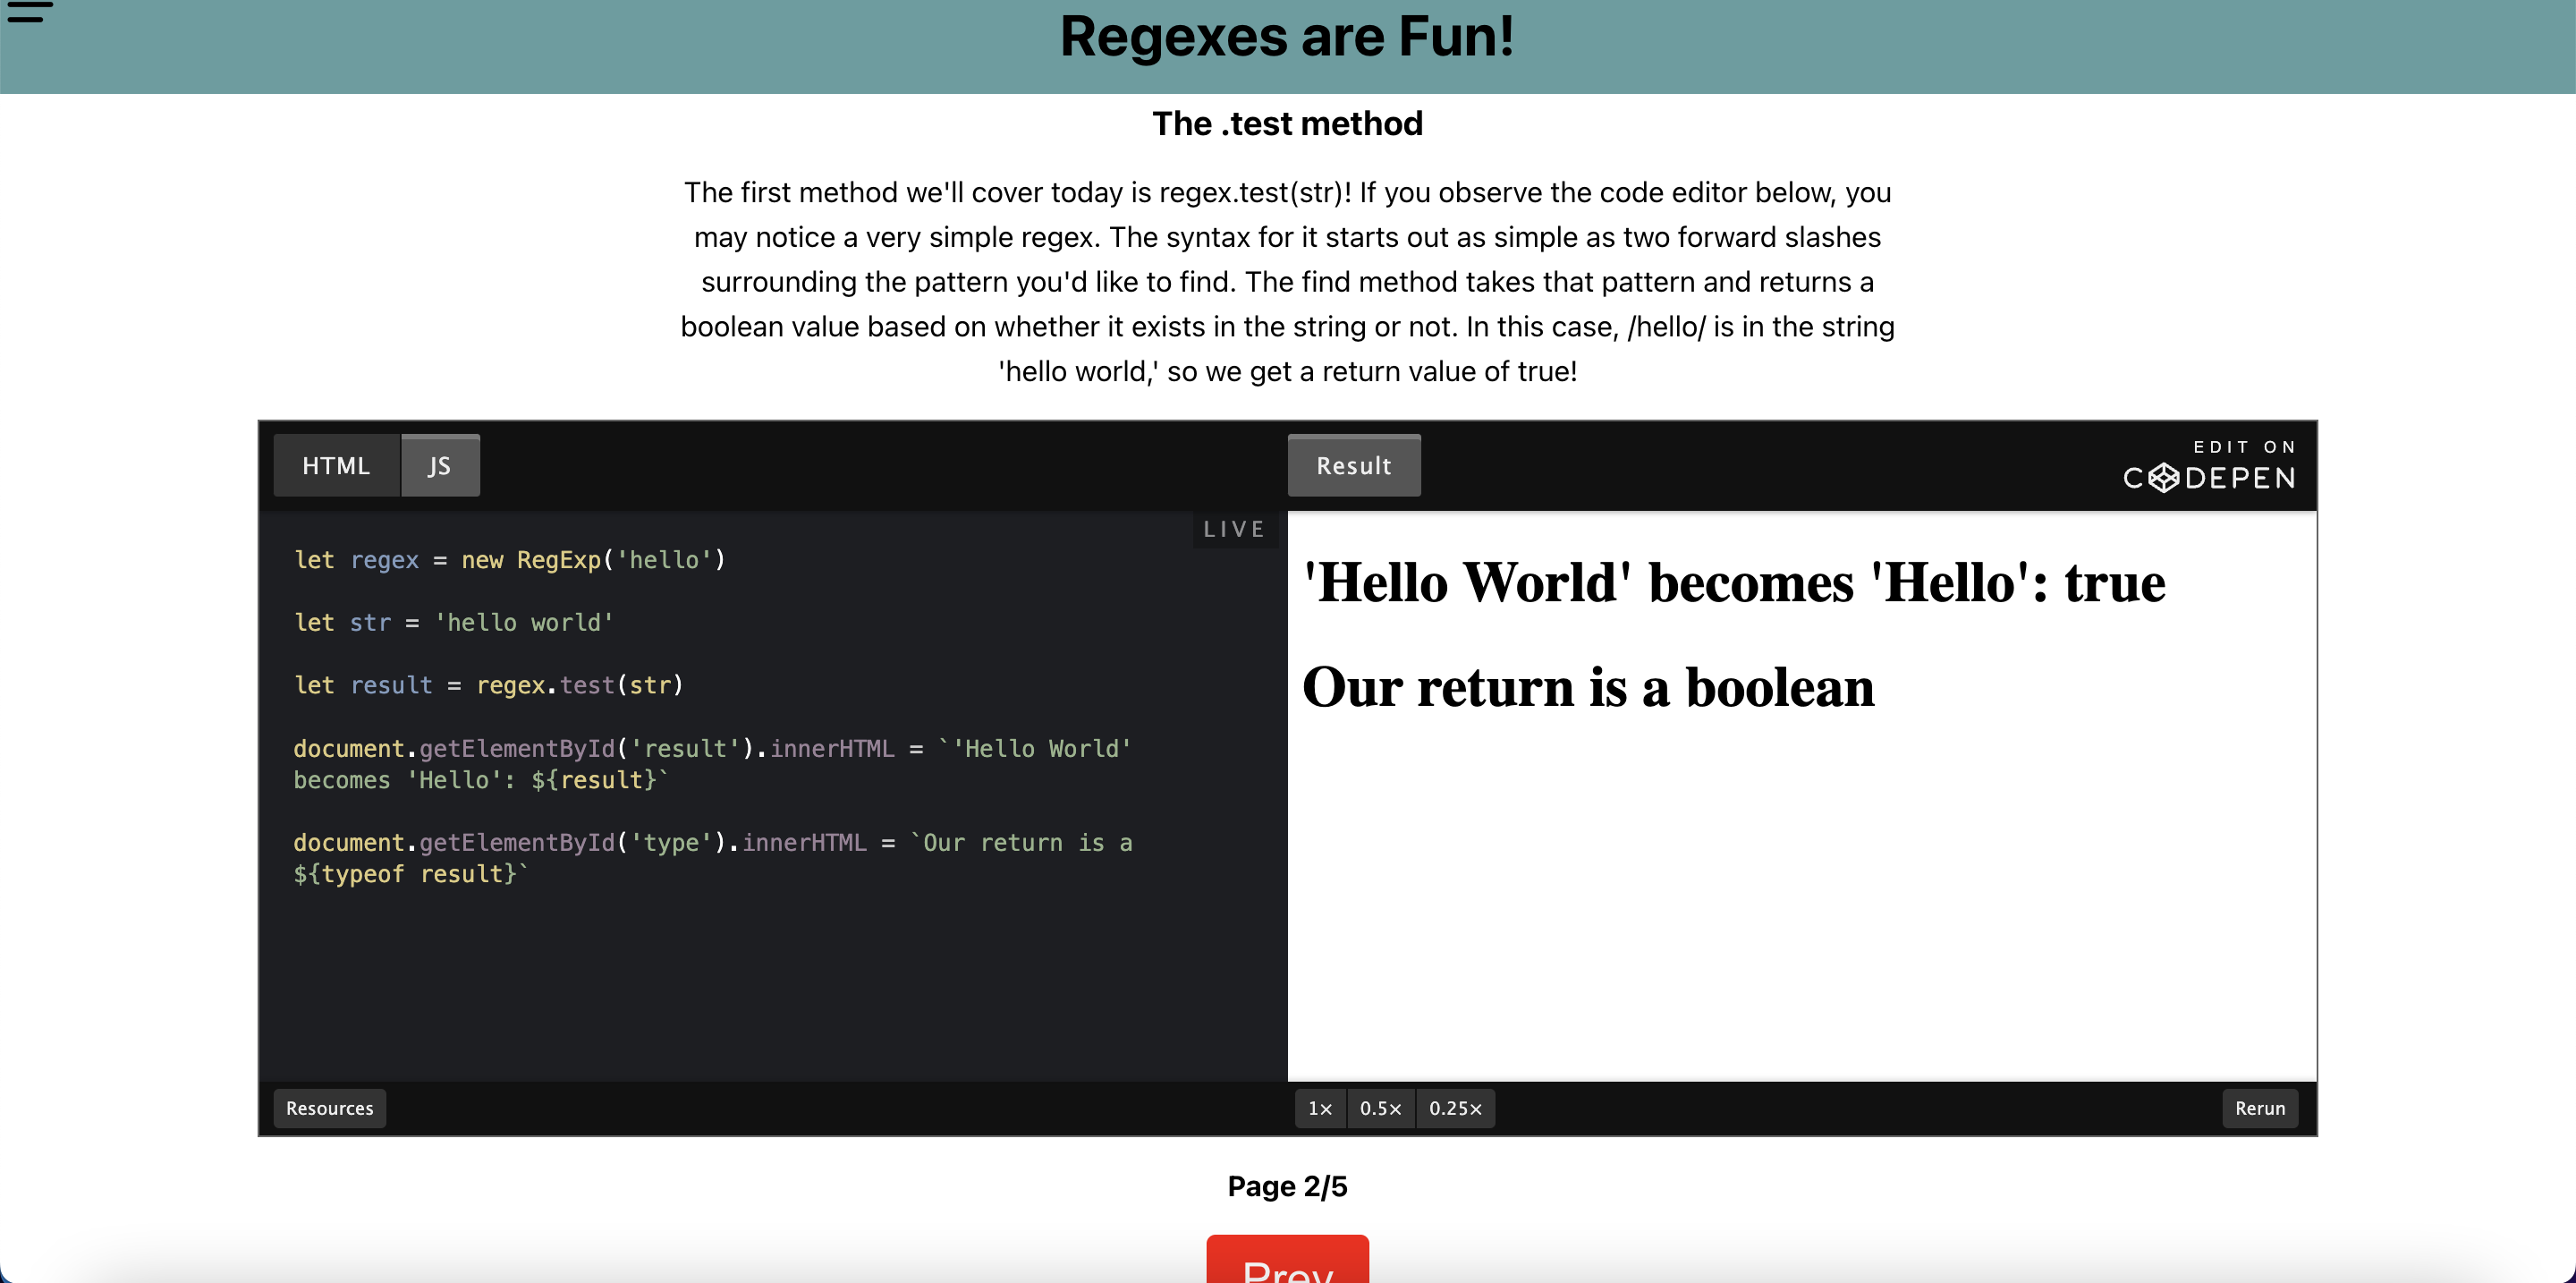 Regexes are Fun!
The .test method
The first method we'll cover today is regex.test(str)! If you observe the code editor below, you
may notice a very simple regex. The syntax for it starts out as simple as two forward slashes
surrounding the pattern you'd like to find. The find method takes that pattern and returns a
boolean value based on whether it exists in the string or not. In this case, /hello/ is in the string
'hello world,' so we get a return value of true!
HTML JS
Result
EDIT ON
CODEPEN
LIVE
let regex = new RegExp('hello')
let str = 'hello world'
let result = regex.test(str)
document.getElementById('result').innerHTML = `'Hello World'
becomes 'Hello': ${result}`
document.getElementById('type').innerHTML = `Our return is a
${typeof result}`
'Hello World' becomes 'Hello': true
Our return is a boolean
Resources
1× 0.5× 0.25×
Rerun
Page 2/5
Prev